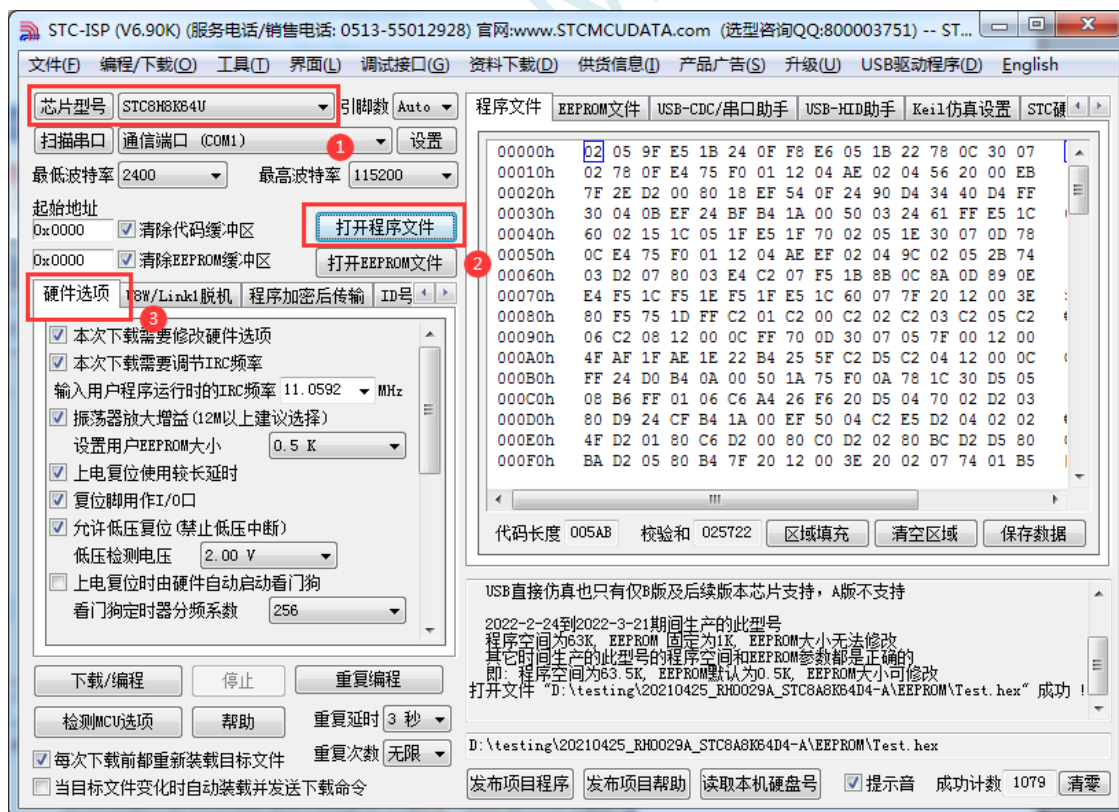 STC-ISP (V6.90K) (服务电话/销售电话: 0513-55012928) 官网:www.STCMCUDATA.com (选型咨询QQ:800003751) -- ST...
文件(F) 编程/下载(O) 工具(T) 界面(L) 调试接口(G) 资料下载(D) 供货信息(I) 产品广告(S) 升级(U) USB驱动程序(D) English
芯片型号 STC8H8K64U 引脚数 Auto
扫描串口 通信端口 (COM1) 设置
1
最低波特率 2400 最高波特率 115200
起始地址
0x0000 清除代码缓冲区 打开程序文件
0x0000 清除EEPROM缓冲区 打开EEPROM文件
2
硬件选项 U8W/Link1脱机 程序加密后传输 ID号
3
本次下载需要修改硬件选项
本次下载需要调节IRC频率
输入用户程序运行时的IRC频率 11.0592 MHz
振荡器放大增益(12M以上建议选择)
设置用户EEPROM大小 0.5 K
上电复位使用较长延时
复位脚用作I/O口
允许低压复位(禁止低压中断)
低压检测电压 2.00 V
上电复位时由硬件自动启动看门狗
看门狗定时器分频系数 256
下载/编程 停止 重复编程
检测MCU选项 帮助 重复延时 3 秒
每次下载前都重新装载目标文件 重复次数 无限
当目标文件变化时自动装载并发送下载命令
程序文件 EEPROM文件 USB-CDC/串口助手 USB-HID助手 Keil仿真设置 STC硬
00000h 02 05 9F E5 1B 24 0F F8 E6 05 1B 22 78 0C 30 07
00010h 02 78 0F E4 75 F0 01 12 04 AE 02 04 56 20 00 EB
00020h 7F 2E D2 00 80 18 EF 54 0F 24 90 D4 34 40 D4 FF
00030h 30 04 0B EF 24 BF B4 1A 00 50 03 24 61 FF E5 1C
00040h 60 02 15 1C 05 1F E5 1F 70 02 05 1E 30 07 0D 78
00050h 0C E4 75 F0 01 12 04 AE EF 02 04 9C 02 05 2B 74
00060h 03 D2 07 80 03 E4 C2 07 F5 1B 8B 0C 8A 0D 89 0E
00070h E4 F5 1C F5 1E F5 1F E5 1C 60 07 7F 20 12 00 3E
00080h 80 F5 75 1D FF C2 01 C2 00 C2 02 C2 03 C2 05 C2
00090h 06 C2 08 12 00 0C FF 70 0D 30 07 05 7F 00 12 00
000A0h 4F AF 1F AE 1E 22 B4 25 5F C2 D5 C2 04 12 00 0C
000B0h FF 24 D0 B4 0A 00 50 1A 75 F0 0A 78 1C 30 D5 05
000C0h 08 B6 FF 01 06 C6 A4 26 F6 20 D5 04 70 02 D2 03
000D0h 80 D9 24 CF B4 1A 00 EF 50 04 C2 E5 D2 04 02 02
000E0h 4F D2 01 80 C6 D2 00 80 C0 D2 02 80 BC D2 D5 80
000F0h BA D2 05 80 B4 7F 20 12 00 3E 20 02 07 74 01 B5
代码长度 005AB 校验和 025722 区域填充 清空区域 保存数据
USB直接仿真也只有仅B版及后续版本芯片支持，A版不支持
2022-2-24到2022-3-21期间生产的此型号
程序空间为63K, EEPROM 固定为1K, EEPROM大小无法修改
其它时间生产的此型号的程序空间和EEPROM参数都是正确的
即: 程序空间为63.5K, EEPROM默认为0.5K, EEPROM大小可修改
打开文件 “D:\testing\20210425_RH0029A_STC8A8K64D4-A\EEPROM\Test.hex” 成功 !
D:\testing\20210425_RH0029A_STC8A8K64D4-A\EEPROM\Test.hex
发布项目程序 发布项目帮助 读取本机硬盘号 提示音 成功计数 1079 清零